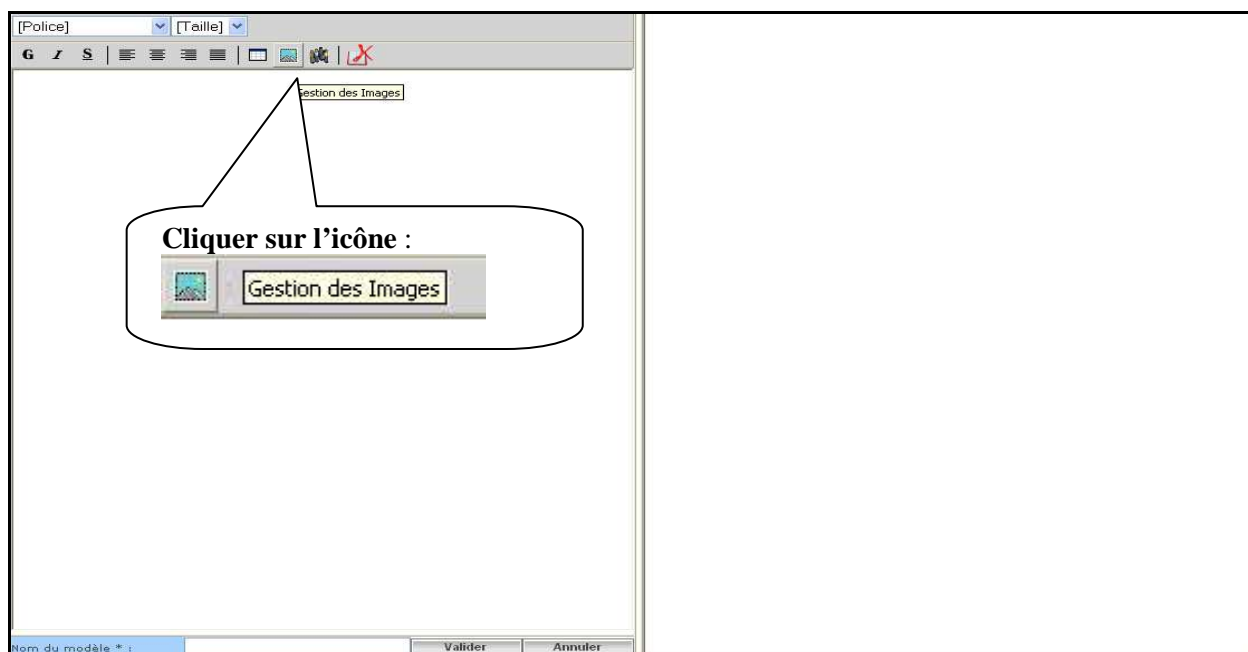 [Police] [Taille]
G I S
Gestion des Images
Cliquer sur l’icône :
Gestion des Images
Nom du modèle * : Valider Annuler